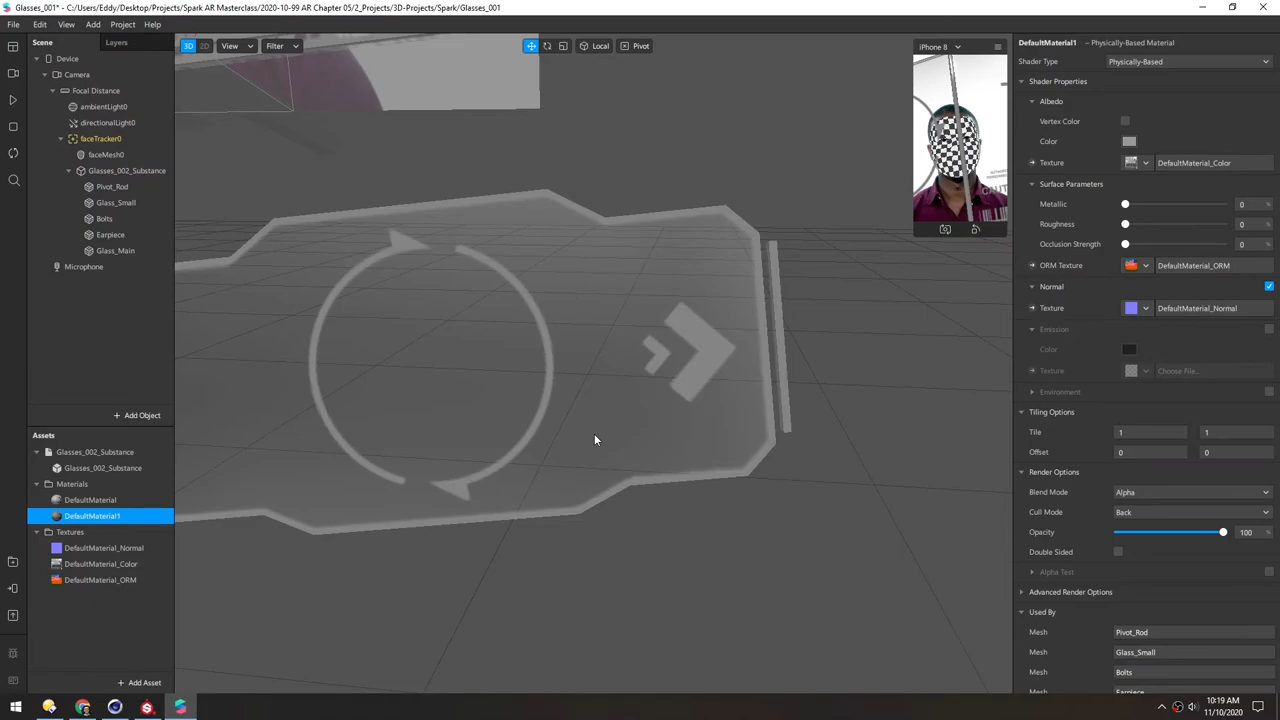 Glasses_001* - C:/Users/Eddy/Desktop/Projects/Spark AR Masterclass/2020-10-99 AR Chapter 05/2_Projects/3D-Projects/Spark/Glasses_001
File Edit View Add Project Help
Scene Layers
Device
Camera
Focal Distance
ambientLight0
directionalLight0
faceTracker0
faceMesh0
Glasses_002_Substance
Pivot_Rod
Glass_Small
Bolts
Earpiece
Glass_Main
Microphone
Add Object
Assets
Glasses_002_Substance
Glasses_002_Substance
Materials
DefaultMaterial
DefaultMaterial1
Textures
DefaultMaterial_Normal
DefaultMaterial_Color
DefaultMaterial_ORM
Add Asset
3D 2D View Filter Local Pivot
iPhone 8
DefaultMaterial1 – Physically-Based Material
Shader Type Physically-Based
Shader Properties
Albedo
Vertex Color
Color
Texture DefaultMaterial_Color
Surface Parameters
Metallic 0 %
Roughness 0 %
Occlusion Strength 0 %
ORM Texture DefaultMaterial_ORM
Normal
Texture DefaultMaterial_Normal
Emission
Color
Texture Choose File...
Environment
Tiling Options
Tile 1 1
Offset 0 0
Render Options
Blend Mode Alpha
Cull Mode Back
Opacity 100 %
Double Sided
Alpha Test
Advanced Render Options
Used By
Mesh Pivot_Rod
Mesh Glass_Small
Mesh Bolts
Mesh Earpiece
10:19 AM
11/10/2020